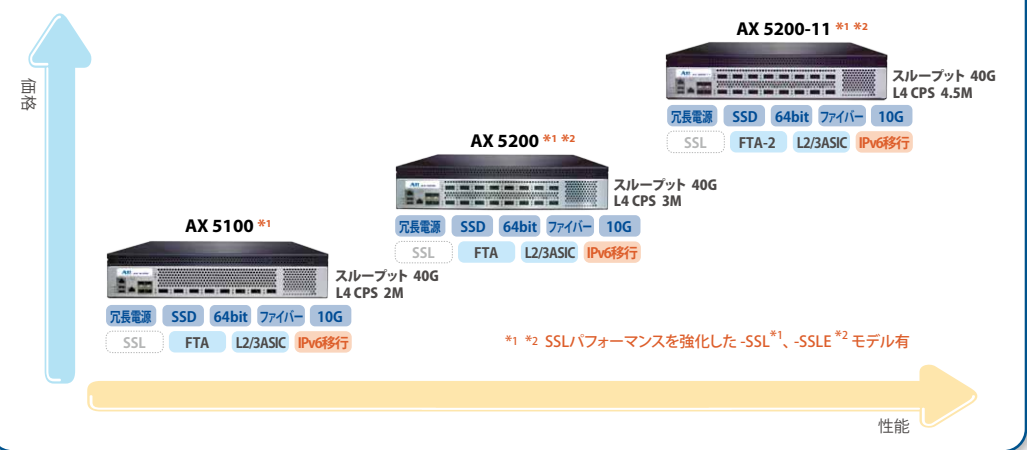 価格
AX 5200-11 *1 *2
スループット 40G
L4 CPS 4.5M
冗長電源 SSD 64bit ファイバー 10G
SSL FTA-2 L2/3ASIC IPv6移行
AX 5200 *1 *2
スループット 40G
L4 CPS 3M
冗長電源 SSD 64bit ファイバー 10G
SSL FTA L2/3ASIC IPv6移行
AX 5100 *1
スループット 40G
L4 CPS 2M
冗長電源 SSD 64bit ファイバー 10G
SSL FTA L2/3ASIC IPv6移行
*1 *2 SSLパフォーマンスを強化した -SSL*1、-SSLE *2 モデル有
性能